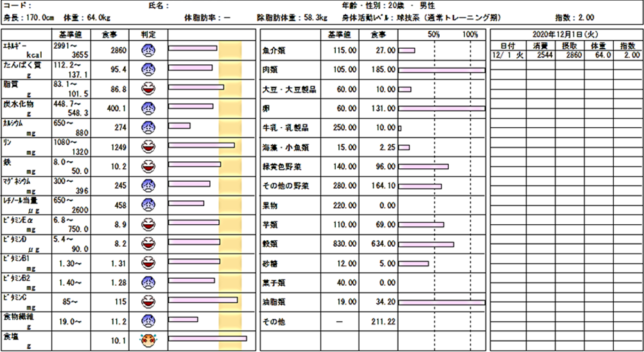 コード： 氏名： 年齢・性別：20歳 ・ 男性
身長：170.0cm 体重：64.0kg 体脂肪率：－ 除脂肪体重：58.3kg 身体活動レベル：球技系（通常トレーニング期） 指数：2.00
基準値 食事 判定
エネルギー kcal 2991～3655 2860
たんぱく質 g 112.2～137.1 95.4
脂質 g 83.1～101.5 86.8
炭水化物 g 448.7～548.3 400.1
カルシウム mg 650～880 274
リン mg 1080～1320 1249
鉄 mg 8.0～50.0 10.2
マグネシウム mg 300～396 245
レチノール当量 μg 650～2600 458
ビタミンEα mg 6.8～750.0 8.9
ビタミンD μg 5.4～90.0 8.2
ビタミンB1 mg 1.30～ 1.31
ビタミンB2 mg 1.40～ 1.28
ビタミンC mg 85～ 115
食物繊維 g 19.0～ 11.2
食塩 g 10.1
基準値 食事 50% 100%
魚介類 115.00 27.00
肉類 105.00 185.00
大豆・大豆製品 60.00 10.00
卵 60.00 131.00
牛乳・乳製品 250.00 10.00
海藻・小魚類 15.00 2.25
緑黄色野菜 140.00 96.00
その他の野菜 280.00 164.10
果物 220.00 0.00
芋類 110.00 69.00
穀類 830.00 634.00
砂糖 12.00 5.00
菓子類 40.00 0.00
油脂類 19.00 34.20
その他 － 211.22
2020年12月1日(火)
日付 消費 摂取 体重 指数
12/ 1 火 2544 2860 64.0 2.00